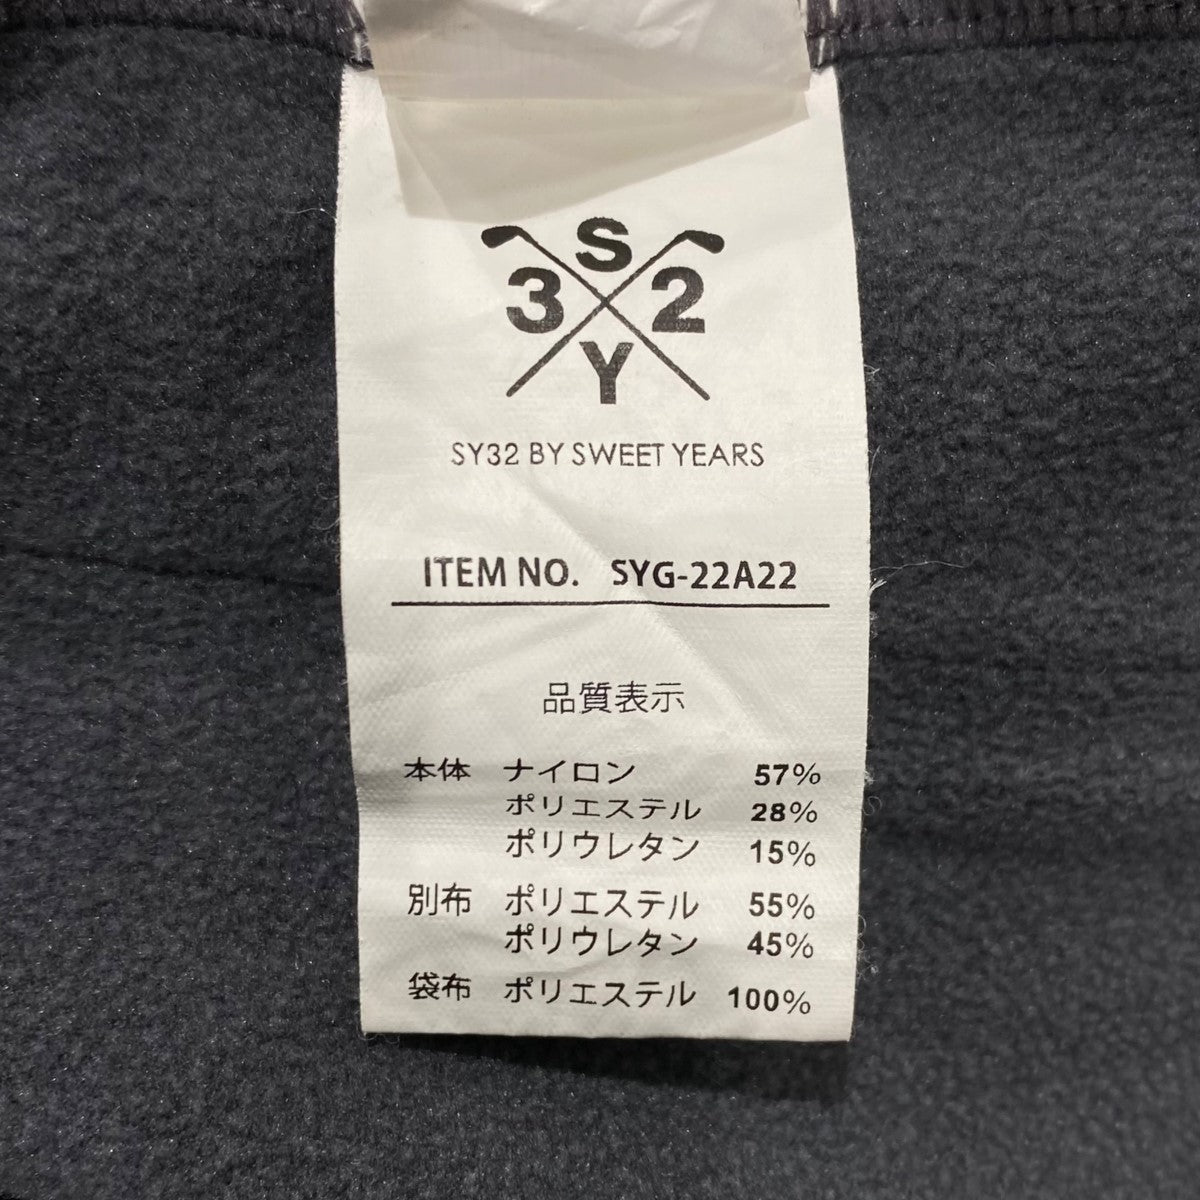 S
3 2
Y
SY32 BY SWEET YEARS
ITEM NO. SYG-22A22
品質表示
本体 ナイロン 57%
ポリエステル 28%
ポリウレタン 15%
別布 ポリエステル 55%
ポリウレタン 45%
袋布 ポリエステル 100%